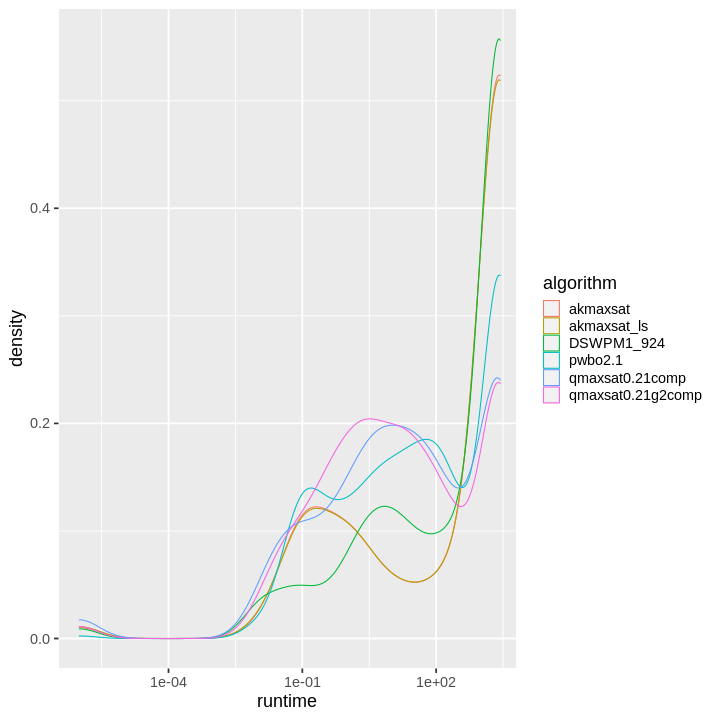 0.4
0.2
0.0
density
1e-04
1e-01
1e+02
runtime
algorithm
akmaxsat
akmaxsat_ls
DSWPM1_924
pwbo2.1
qmaxsat0.21comp
qmaxsat0.21g2comp